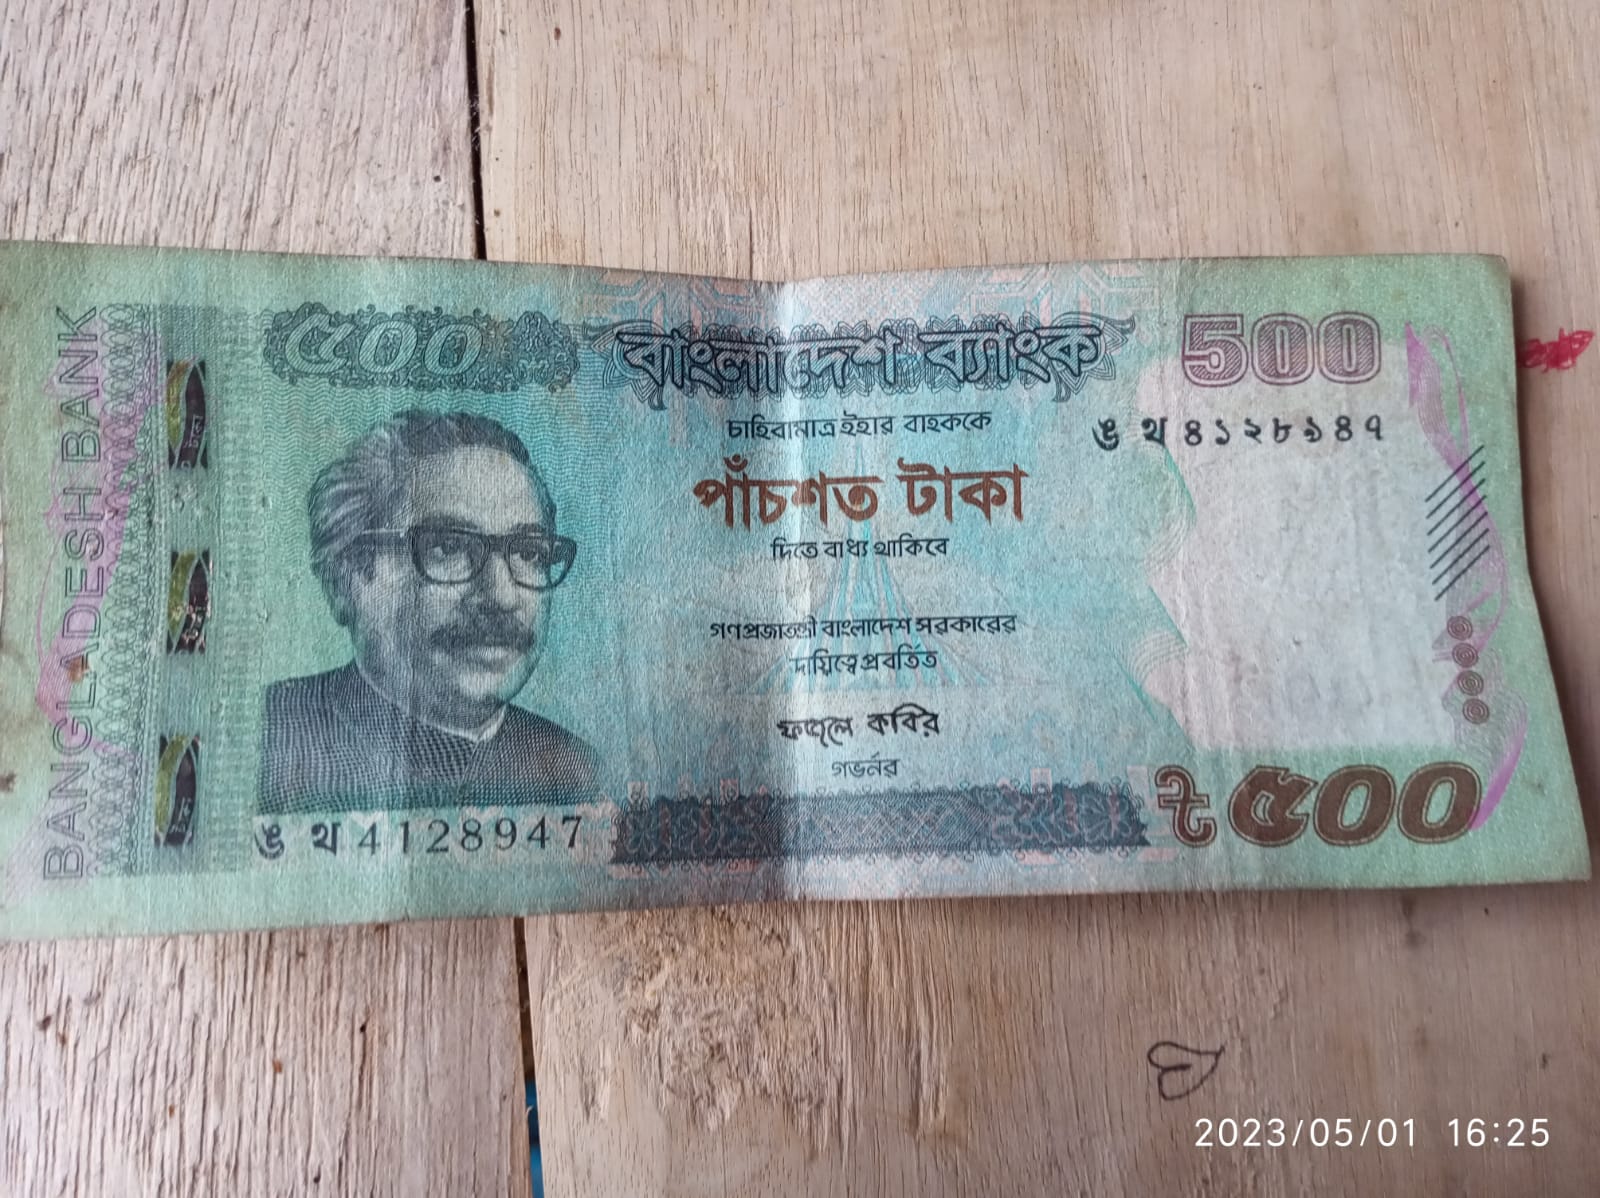 BANGLADESH BANK
৫০০
বাংলাদেশ ব্যাংক
500
চাহিবামাত্র ইহার বাহককে
ঙ থ ৪১২৮৯৪৭
পাঁচশত টাকা
দিতে বাধ্য থাকিবে
গণপ্রজাতন্ত্রী বাংলাদেশ সরকারের
দায়িত্বে প্রবর্তিত
ফজলে কবির
গভর্নর
ঙ থ 4128947
৳ ৫০০
2023/05/01 16:25